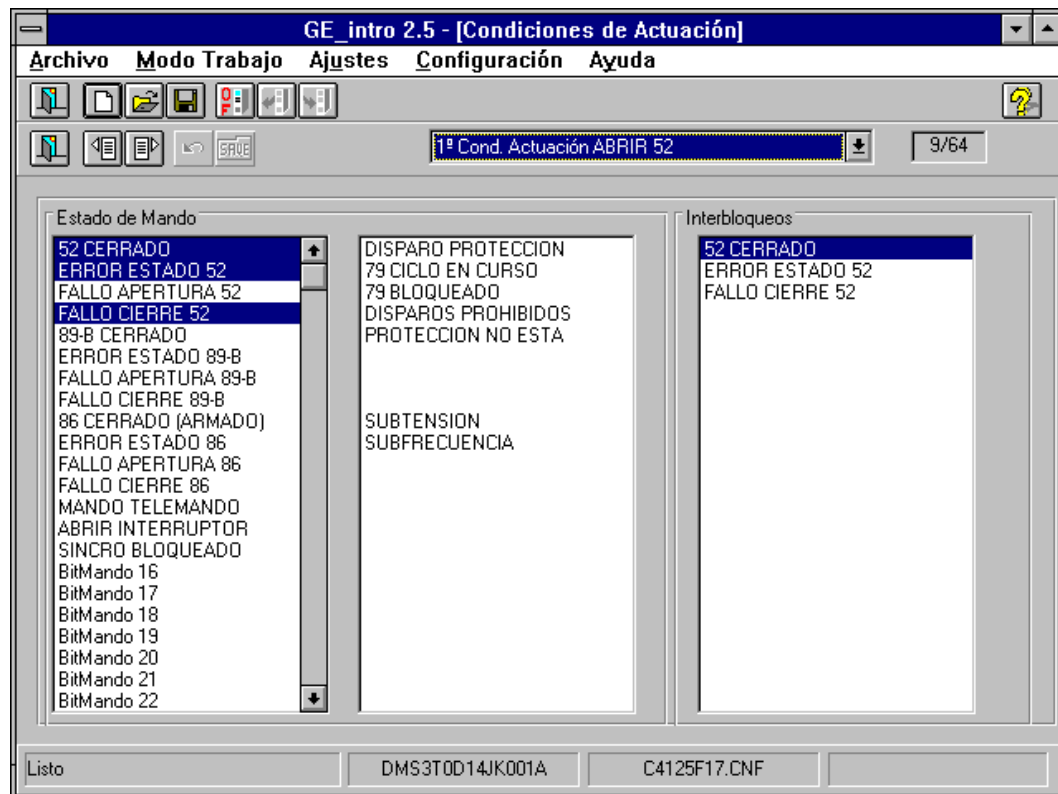 GE_intro 2.5 - [Condiciones de Actuación]
Archivo Modo Trabajo Ajustes Configuración Ayuda
SAVE 1º Cond. Actuación ABRIR 52 9/64
Estado de Mando
52 CERRADO
ERROR ESTADO 52
FALLO APERTURA 52
FALLO CIERRE 52
89-B CERRADO
ERROR ESTADO 89-B
FALLO APERTURA 89-B
FALLO CIERRE 89-B
86 CERRADO (ARMADO)
ERROR ESTADO 86
FALLO APERTURA 86
FALLO CIERRE 86
MANDO TELEMANDO
ABRIR INTERRUPTOR
SINCRO BLOQUEADO
BitMando 16
BitMando 17
BitMando 18
BitMando 19
BitMando 20
BitMando 21
BitMando 22
DISPARO PROTECCION
79 CICLO EN CURSO
79 BLOQUEADO
DISPAROS PROHIBIDOS
PROTECCION NO ESTA
SUBTENSION
SUBFRECUENCIA
Interbloqueos
52 CERRADO
ERROR ESTADO 52
FALLO CIERRE 52
Listo DMS3T0D14JK001A C4125F17.CNF